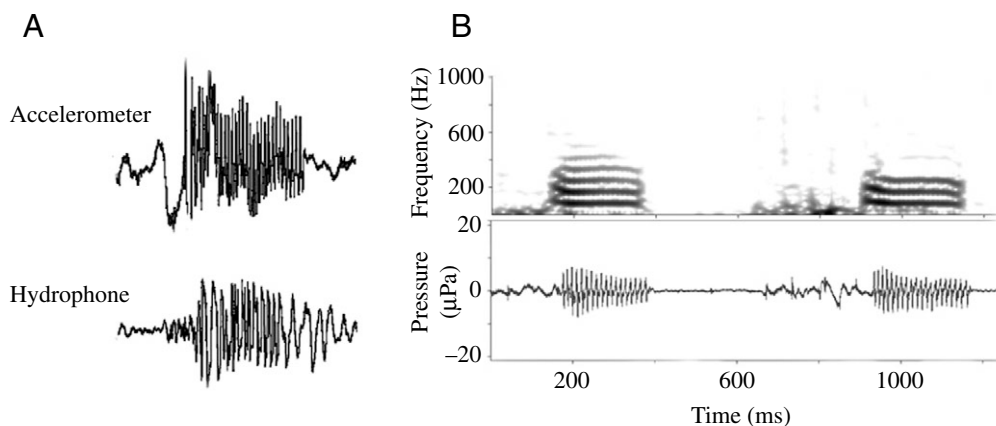 A
Accelerometer
Hydrophone
B
Frequency (Hz)
1000
600
200
Pressure
(μPa)
20
0
–20
200 600 1000
Time (ms)